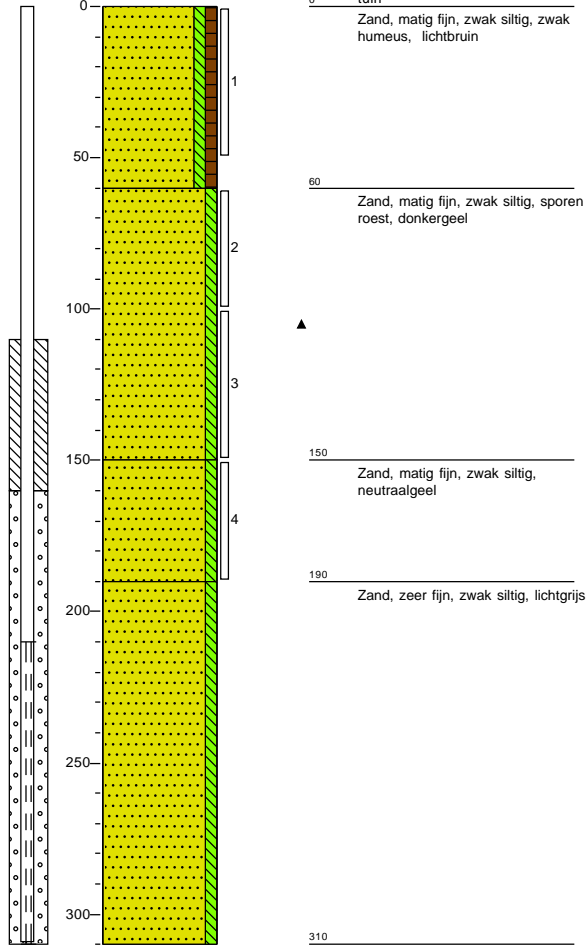 0
tuin
Zand, matig fijn, zwak siltig, zwak
humeus, lichtbruin
1
50
60
Zand, matig fijn, zwak siltig, sporen
roest, donkergeel
2
100
3
150
150
Zand, matig fijn, zwak siltig,
neutraalgeel
4
190
Zand, zeer fijn, zwak siltig, lichtgrijs
200
250
300
310